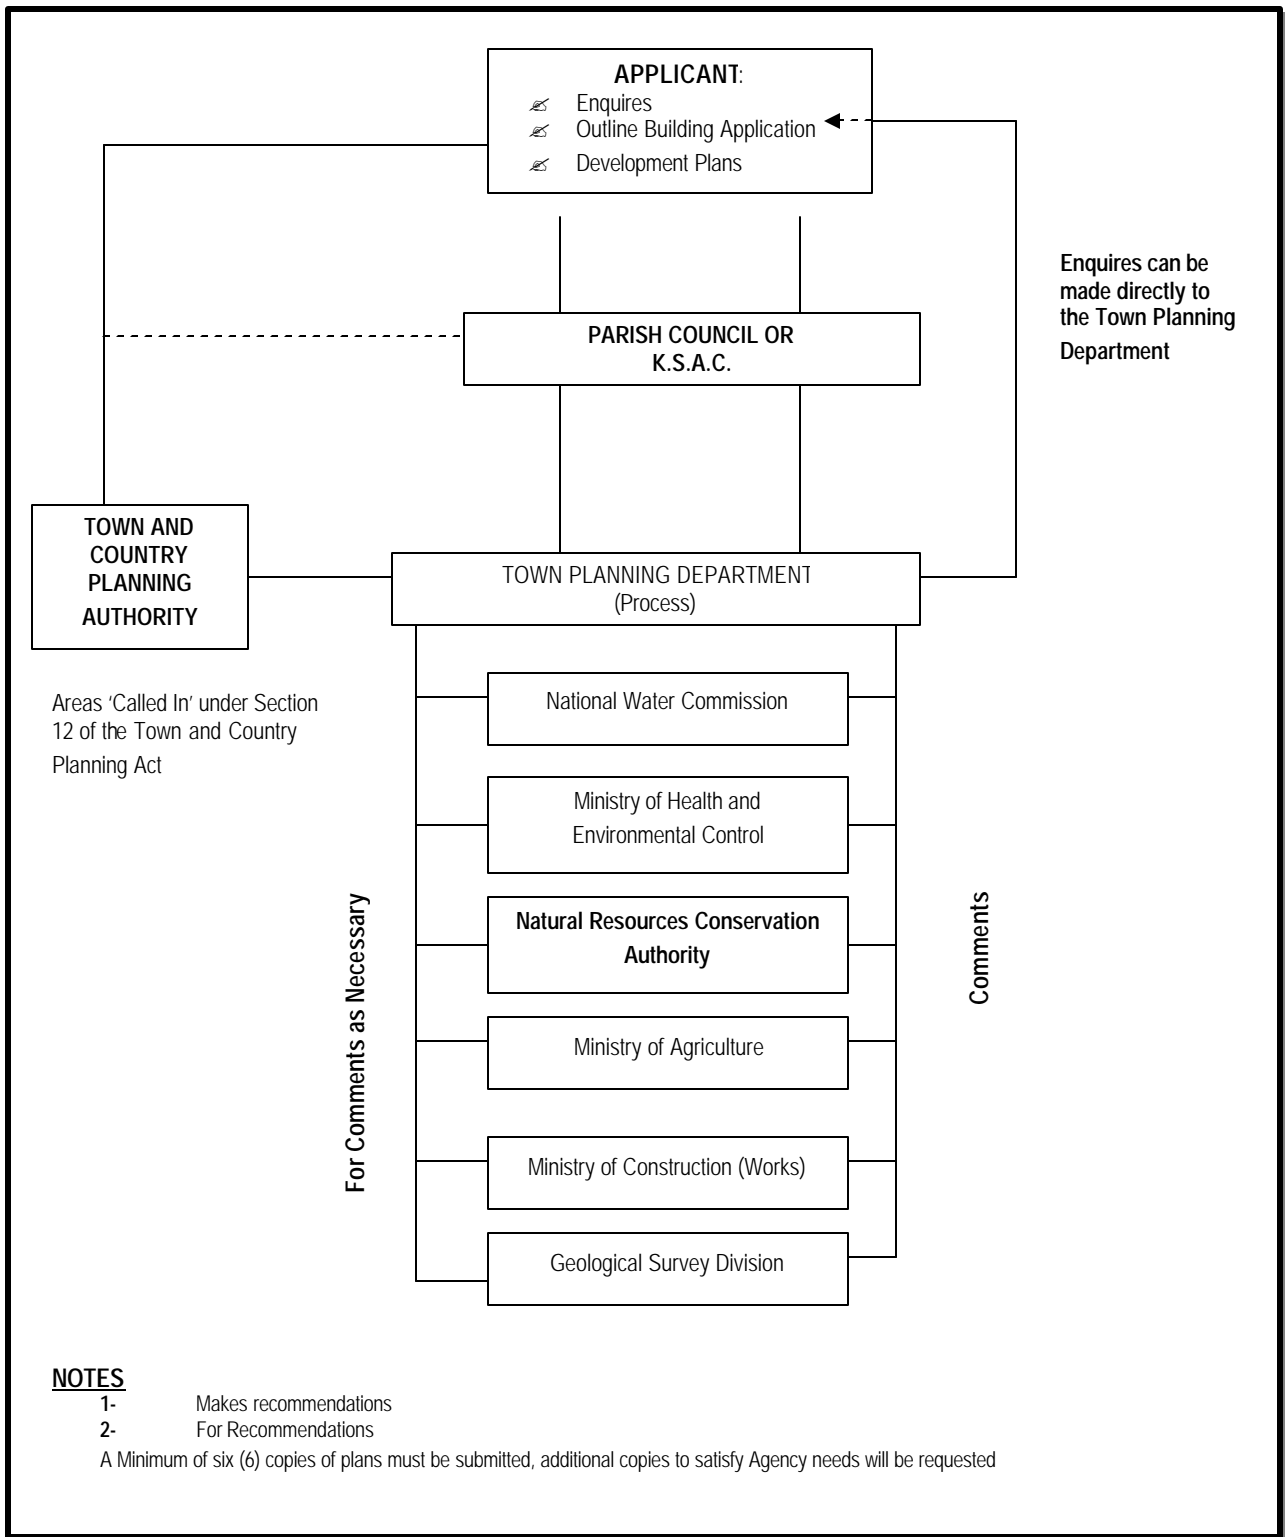 APPLICANT:
Enquires
Outline Building Application
Development Plans
Enquires can be
made directly to
the Town Planning
Department
PARISH COUNCIL OR
K.S.A.C.
TOWN AND
COUNTRY
PLANNING
AUTHORITY
TOWN PLANNING DEPARTMENT
(Process)
Areas ‘Called In’ under Section
12 of the Town and Country
Planning Act
National Water Commission
Ministry of Health and
Environmental Control
For Comments as Necessary
Natural Resources Conservation
Authority
Comments
Ministry of Agriculture
Ministry of Construction (Works)
Geological Survey Division
NOTES
1- Makes recommendations
2- For Recommendations
A Minimum of six (6) copies of plans must be submitted, additional copies to satisfy Agency needs will be requested